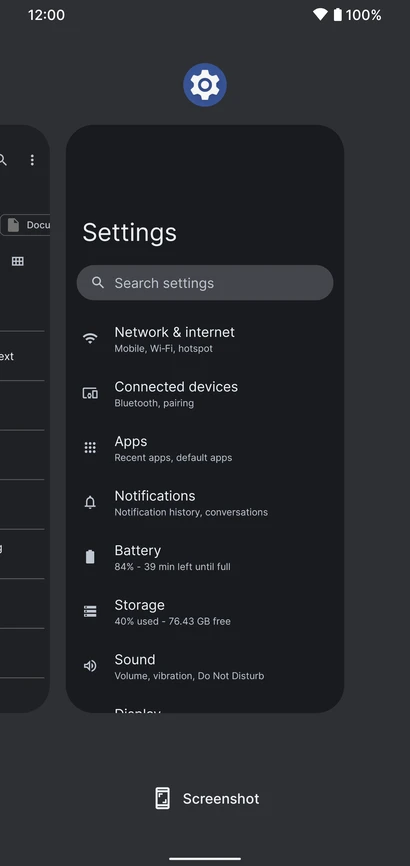 12:00
100%
Docu
ext
Settings
Search settings
Network & internet
Mobile, Wi-Fi, hotspot
Connected devices
Bluetooth, pairing
Apps
Recent apps, default apps
Notifications
Notification history, conversations
Battery
84% - 39 min left until full
Storage
40% used - 76.43 GB free
Sound
Volume, vibration, Do Not Disturb
Display
Screenshot